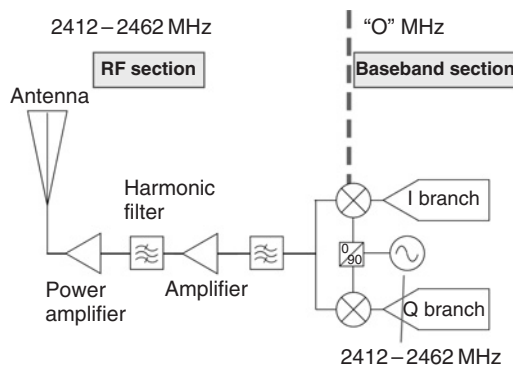 2412–2462 MHz
"O" MHz
RF section
Baseband section
Antenna
Harmonic
filter
I branch
0
90
Power
amplifier
Amplifier
Q branch
2412–2462 MHz